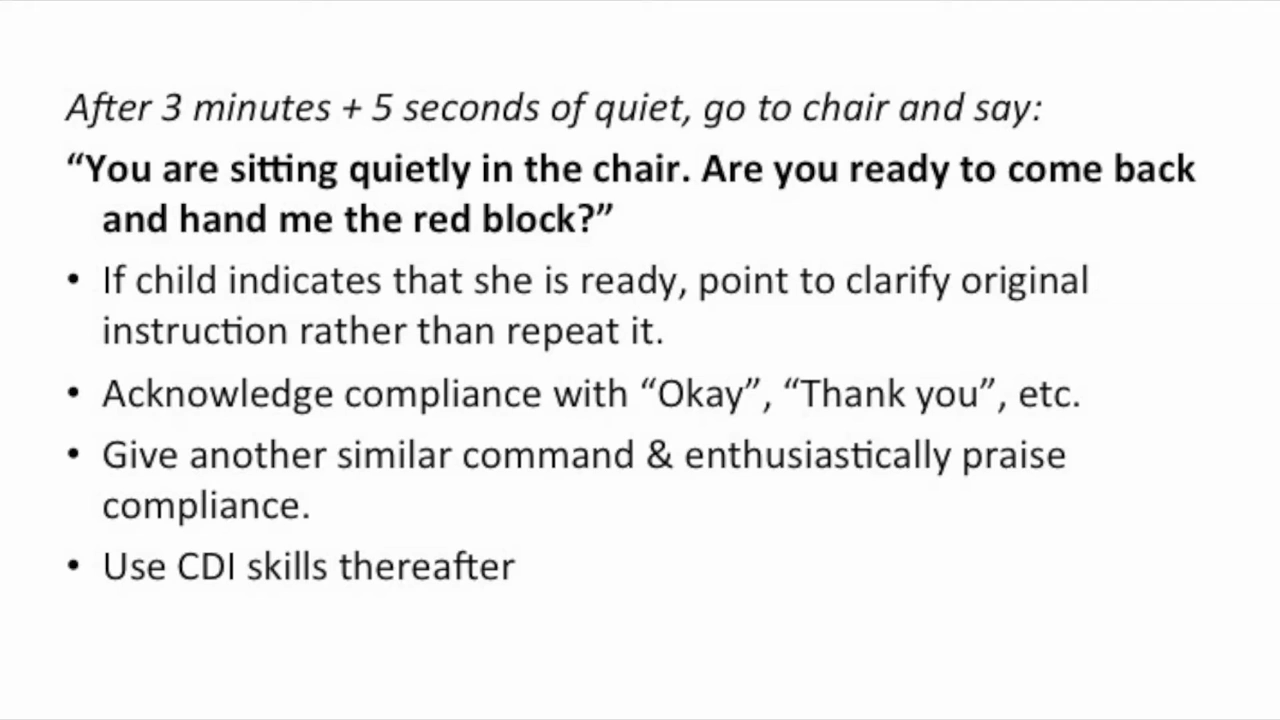 After 3 minutes + 5 seconds of quiet, go to chair and say:
“You are sitting quietly in the chair. Are you ready to come back
and hand me the red block?”
• If child indicates that she is ready, point to clarify original
instruction rather than repeat it.
• Acknowledge compliance with “Okay”, “Thank you”, etc.
• Give another similar command & enthusiastically praise
compliance.
• Use CDI skills thereafter